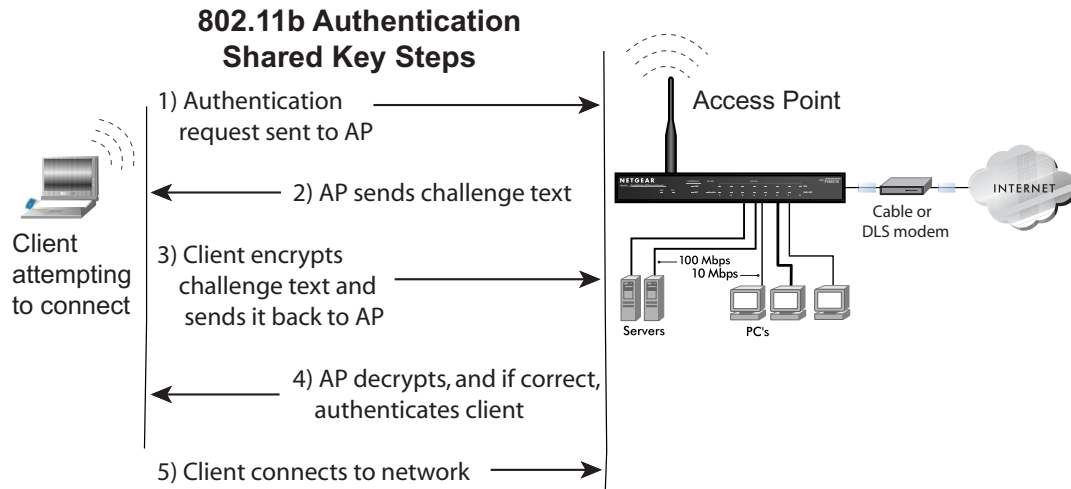 802.11b Authentication
Shared Key Steps
1) Authentication
request sent to AP
Access Point
2) AP sends challenge text
NETGEAR
INTERNET
Cable or
DLS modem
Client
attempting
to connect
3) Client encrypts
challenge text and
sends it back to AP
100 Mbps
10 Mbps
Servers
PC's
4) AP decrypts, and if correct,
authenticates client
5) Client connects to network